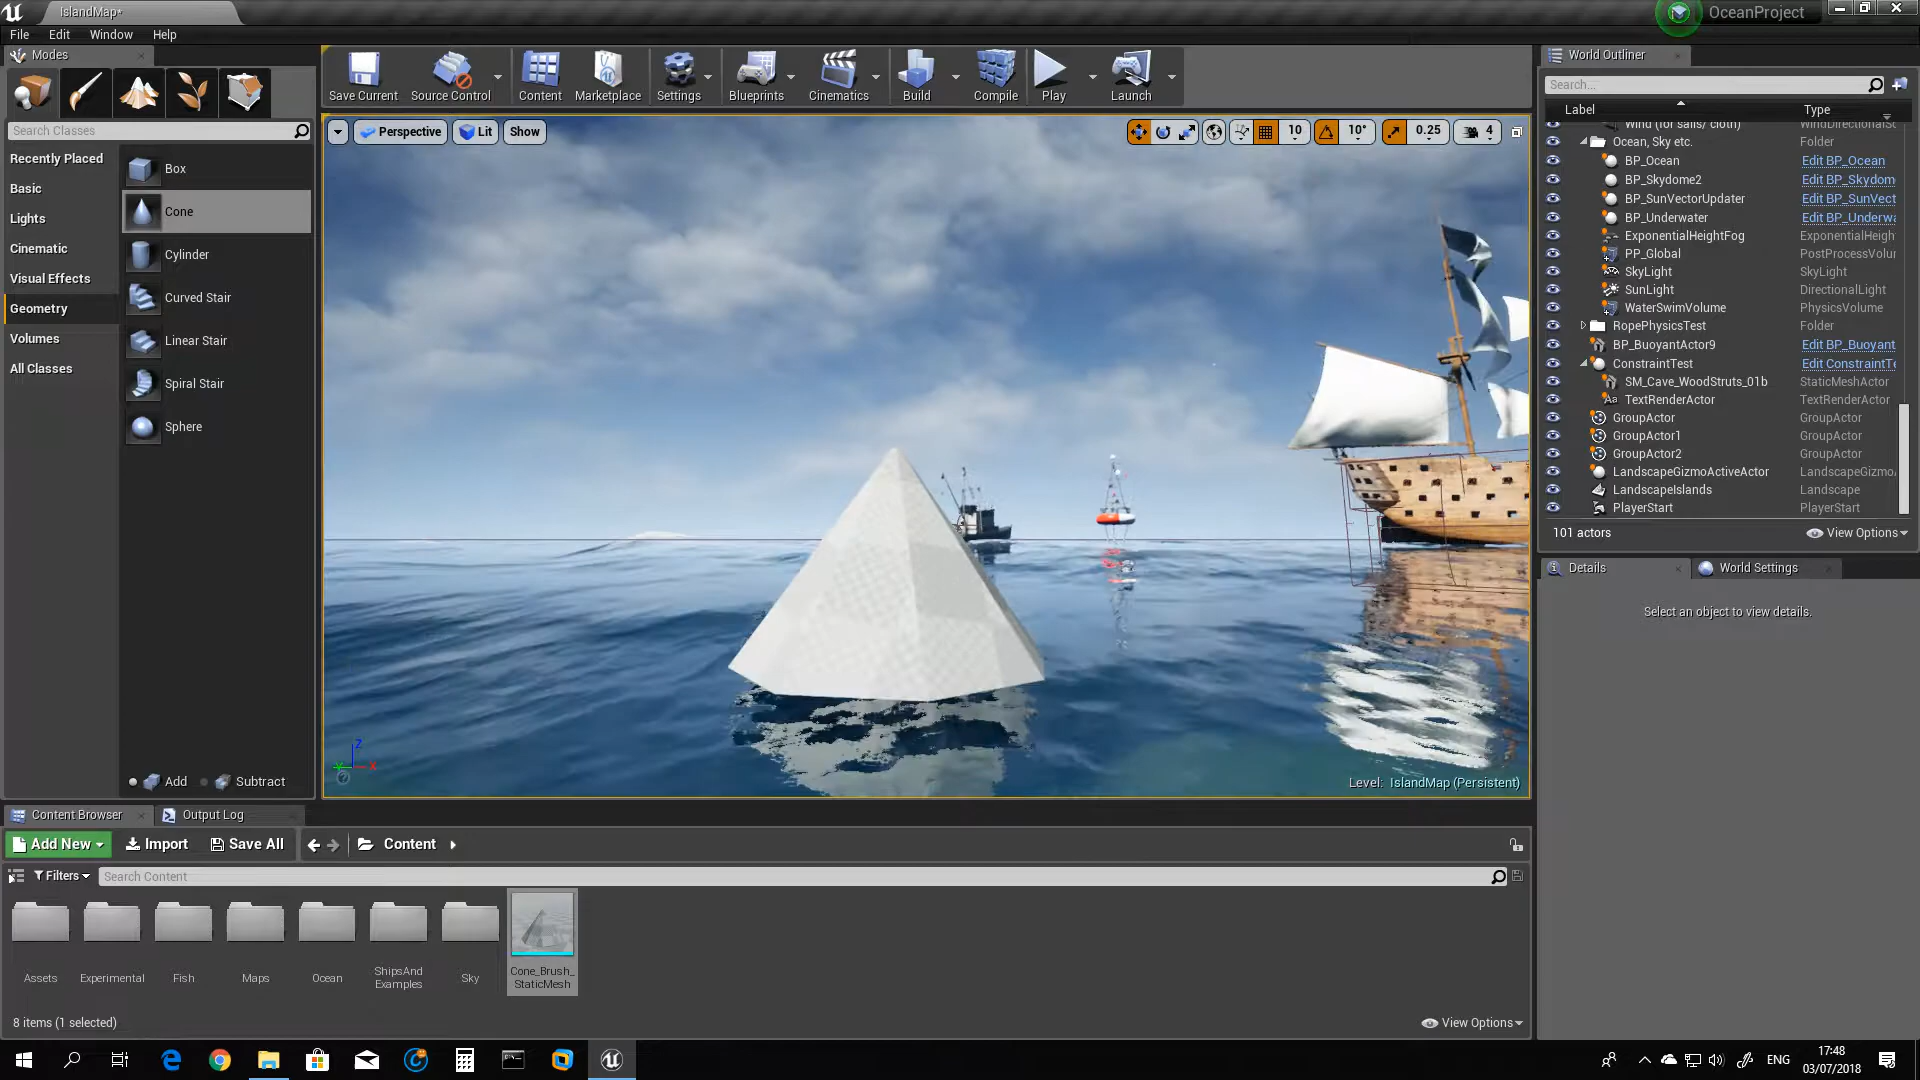 IslandMap*
OceanProject
File Edit Window Help
Modes
Search Classes
Recently Placed
Basic
Lights
Cinematic
Visual Effects
Geometry
Volumes
All Classes
Box
Cone
Cylinder
Curved Stair
Linear Stair
Spiral Stair
Sphere
Add Subtract
Save Current Source Control Content Marketplace Settings Blueprints Cinematics Build Compile Play Launch
Perspective Lit Show
10 10° 0.25 4
Z
Y X
Level: IslandMap (Persistent)
World Outliner
Search...
Label Type
Wind (for sails/ cloth) WindDirectionalSt
Ocean, Sky etc. Folder
BP_Ocean Edit BP_Ocean
BP_Skydome2 Edit BP_Skydom
BP_SunVectorUpdater Edit BP_SunVect
BP_Underwater Edit BP_Underwa
ExponentialHeightFog ExponentialHeigh
PP_Global PostProcessVolur
SkyLight SkyLight
SunLight DirectionalLight
WaterSwimVolume PhysicsVolume
RopePhysicsTest Folder
BP_BuoyantActor9 Edit BP_Buoyant
ConstraintTest Edit ConstraintTe
SM_Cave_WoodStruts_01b StaticMeshActor
TextRenderActor TextRenderActor
GroupActor GroupActor
GroupActor1 GroupActor
GroupActor2 GroupActor
LandscapeGizmoActiveActor LandscapeGizmo
LandscapeIslands Landscape
PlayerStart PlayerStart
101 actors View Options
Details World Settings
Select an object to view details.
Content Browser Output Log
Add New Import Save All Content
Filters Search Content
Assets
Experimental
Fish
Maps
Ocean
ShipsAnd
Examples
Sky
Cone_Brush_
StaticMesh
8 items (1 selected) View Options
ENG
17:48
03/07/2018